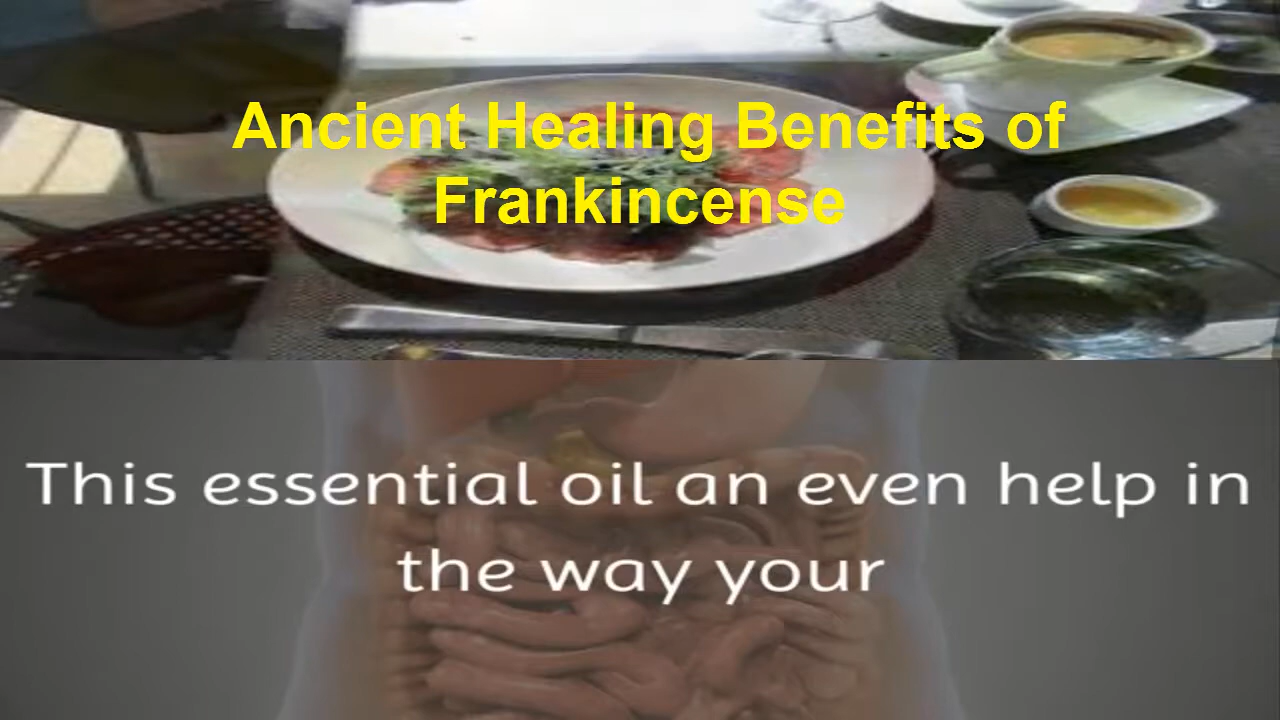 Ancient Healing Benefits of
Frankincense
This essential oil an even help in
the way your